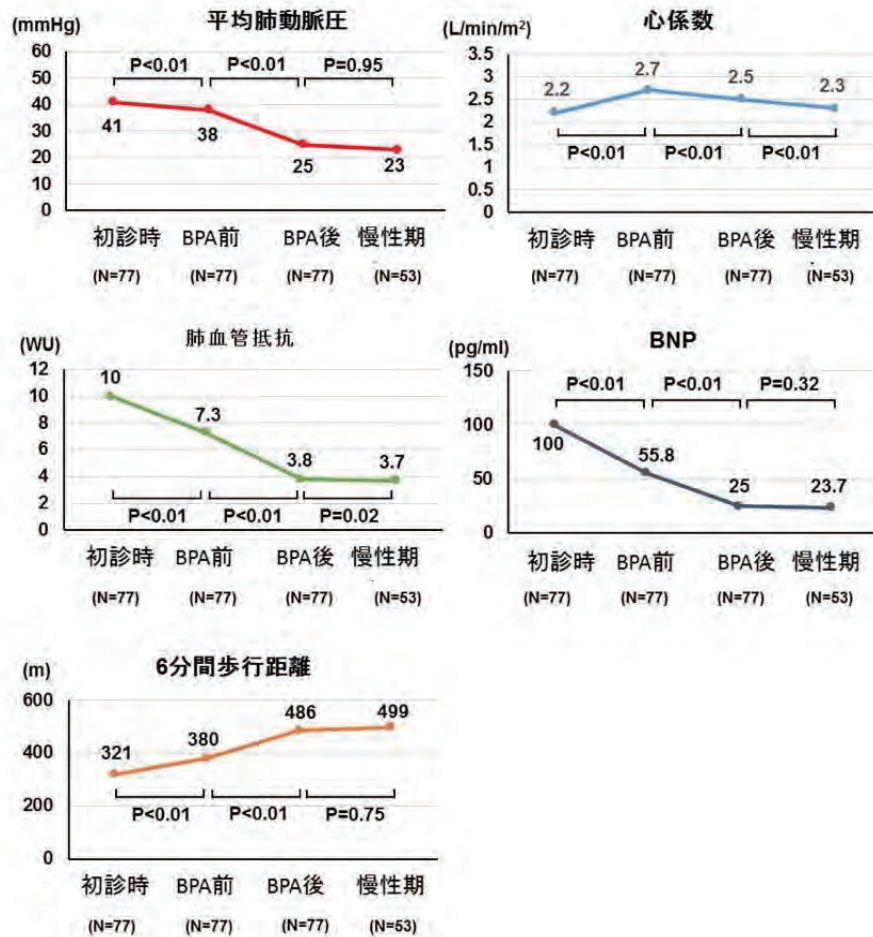 平均肺動脈圧
(mmHg)
60
50
40
30
20
10
0
P<0.01 P<0.01 P=0.95
41 38 25 23
初診時 BPA前 BPA後 慢性期
(N=77) (N=77) (N=77) (N=53)
心係数
(L/min/m²)
3.5
3
2.5
2
1.5
1
0.5
0
2.2 2.7 2.5 2.3
P<0.01 P<0.01 P<0.01
初診時 BPA前 BPA後 慢性期
(N=77) (N=77) (N=77) (N=53)
肺血管抵抗
(WU)
12
10
8
6
4
2
0
10 7.3 3.8 3.7
P<0.01 P<0.01 P=0.02
初診時 BPA前 BPA後 慢性期
(N=77) (N=77) (N=77) (N=53)
BNP
(pg/ml)
150
100
50
0
P<0.01 P<0.01 P=0.32
100 55.8 25 23.7
初診時 BPA前 BPA後 慢性期
(N=77) (N=77) (N=77) (N=53)
6分間歩行距離
(m)
600
400
200
0
321 380 486 499
P<0.01 P<0.01 P=0.75
初診時 BPA前 BPA後 慢性期
(N=77) (N=77) (N=77) (N=53)